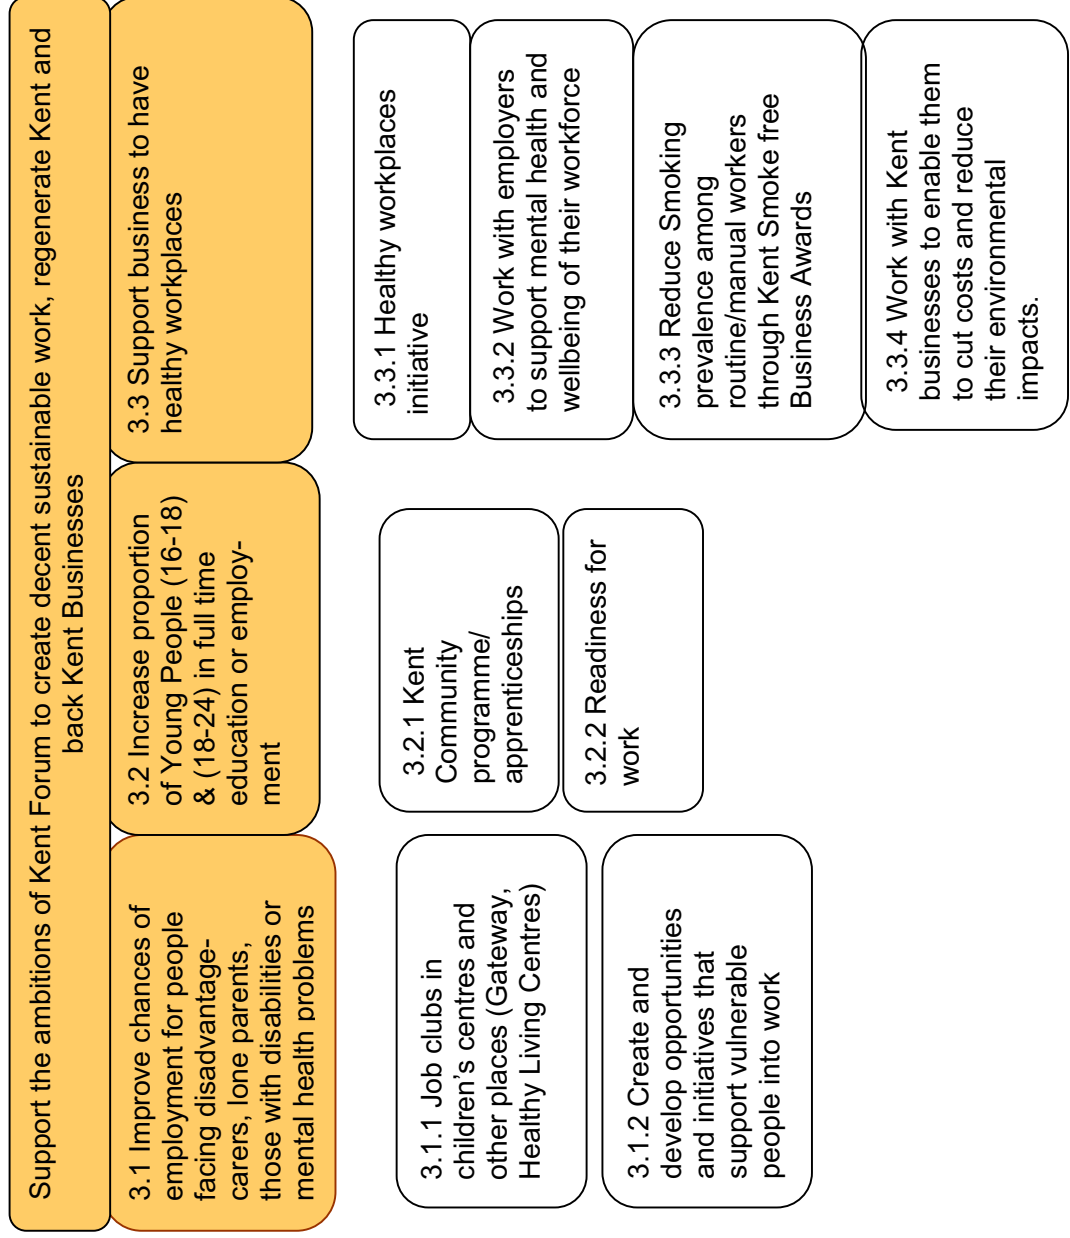 Support the ambitions of Kent Forum to create decent sustainable work, regenerate Kent and
back Kent Businesses
3.1 Improve chances of
employment for people
facing disadvantage-
carers, lone parents,
those with disabilities or
mental health problems
3.2 Increase proportion
of Young People (16-18)
& (18-24) in full time
education or employ-
ment
3.3 Support business to have
healthy workplaces
3.1.1 Job clubs in
children’s centres and
other places (Gateway,
Healthy Living Centres)
3.1.2 Create and
develop opportunities
and initiatives that
support vulnerable
people into work
3.2.1 Kent
Community
programme/
apprenticeships
3.2.2 Readiness for
work
3.3.1 Healthy workplaces
initiative
3.3.2 Work with employers
to support mental health and
wellbeing of their workforce
3.3.3 Reduce Smoking
prevalence among
routine/manual workers
through Kent Smoke free
Business Awards
3.3.4 Work with Kent
businesses to enable them
to cut costs and reduce
their environmental
impacts.